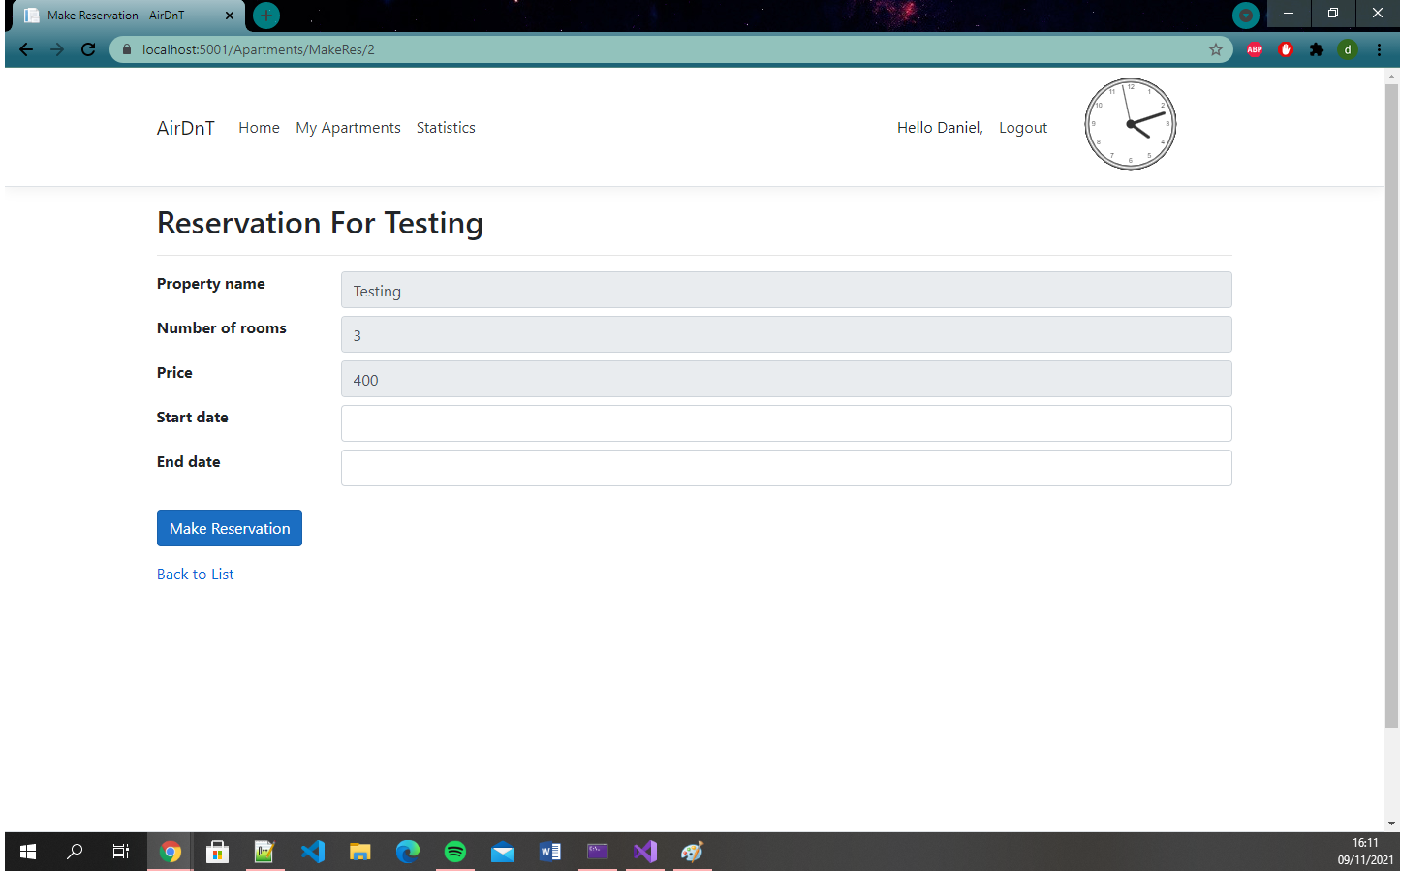 Make Reservation - AirDnT
localhost:5001/Apartments/MakeRes/2
ABP
d
AirDnT Home My Apartments Statistics Hello Daniel, Logout
12 1 2 3 4 5 6 7 8 9 10 11
Reservation For Testing
Property name Testing
Number of rooms 3
Price 400
Start date
End date
Make Reservation
Back to List
16:11
09/11/2021